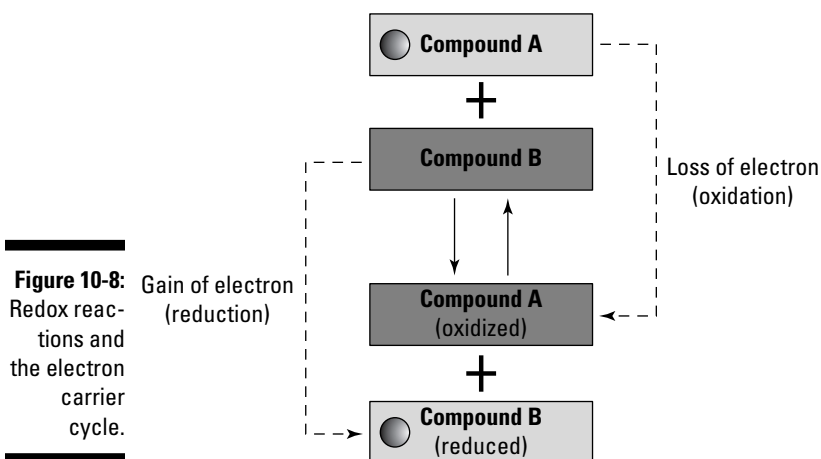 Compound A
+
Compound B
Loss of electron
(oxidation)
Figure 10-8:
Redox reac-
tions and
the electron
carrier
cycle.
Gain of electron
(reduction)
Compound A
(oxidized)
+
Compound B
(reduced)